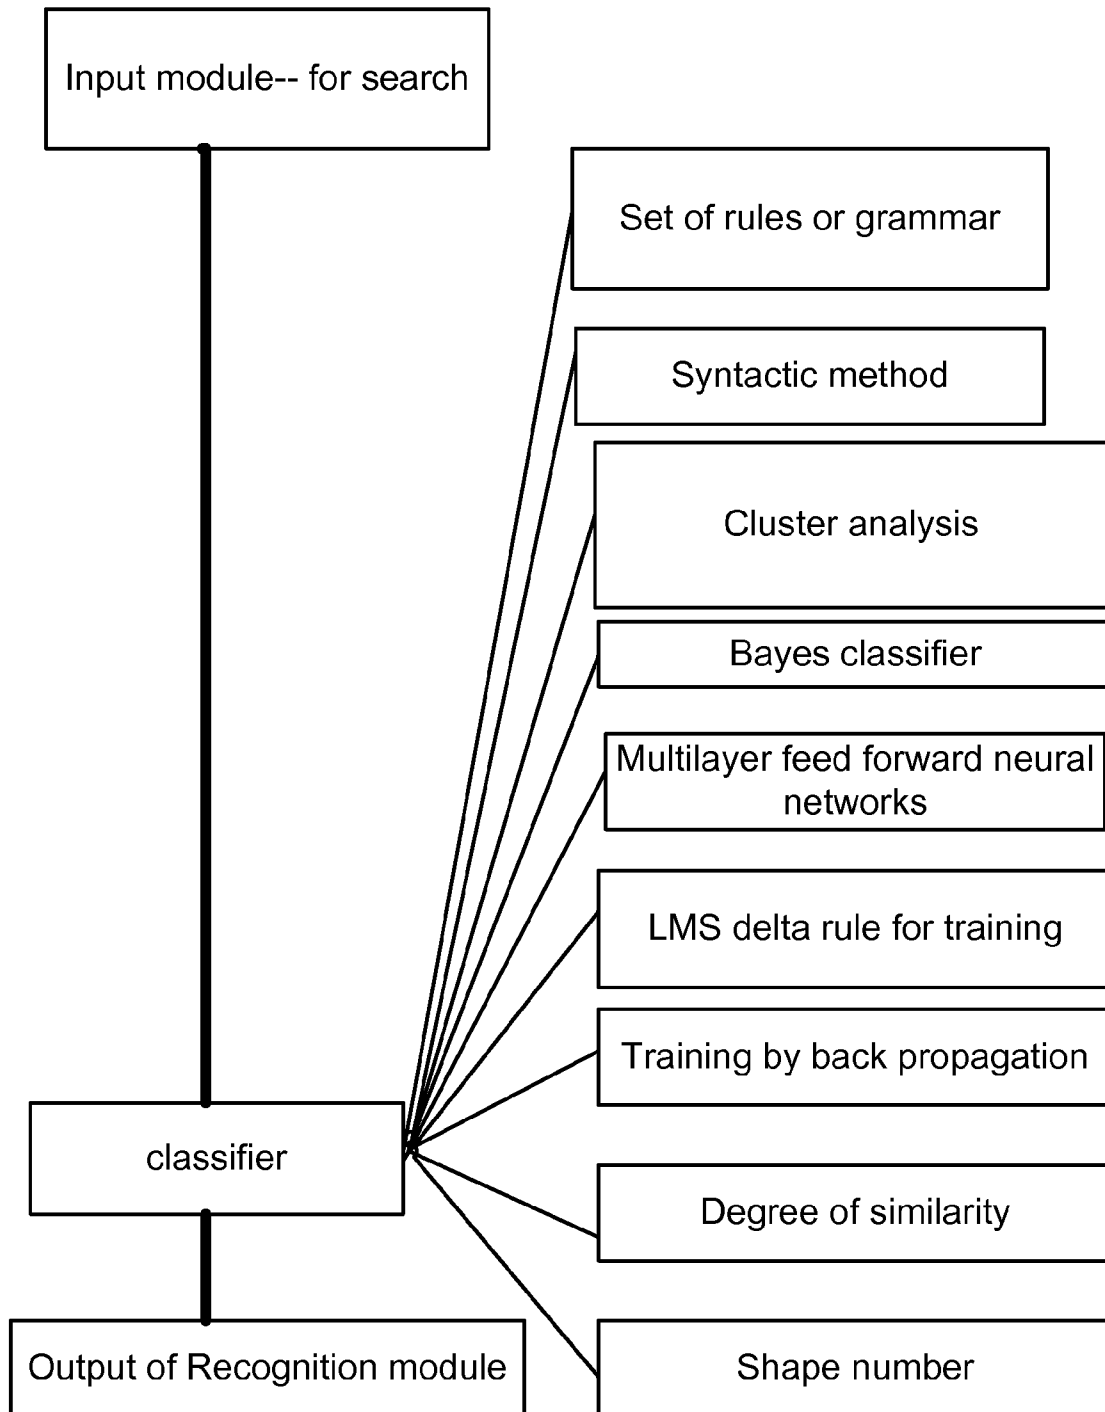 Input module-- for search
Set of rules or grammar
Syntactic method
Cluster analysis
Bayes classifier
Multilayer feed forward neural
networks
LMS delta rule for training
Training by back propagation
classifier
Degree of similarity
Output of Recognition module
Shape number